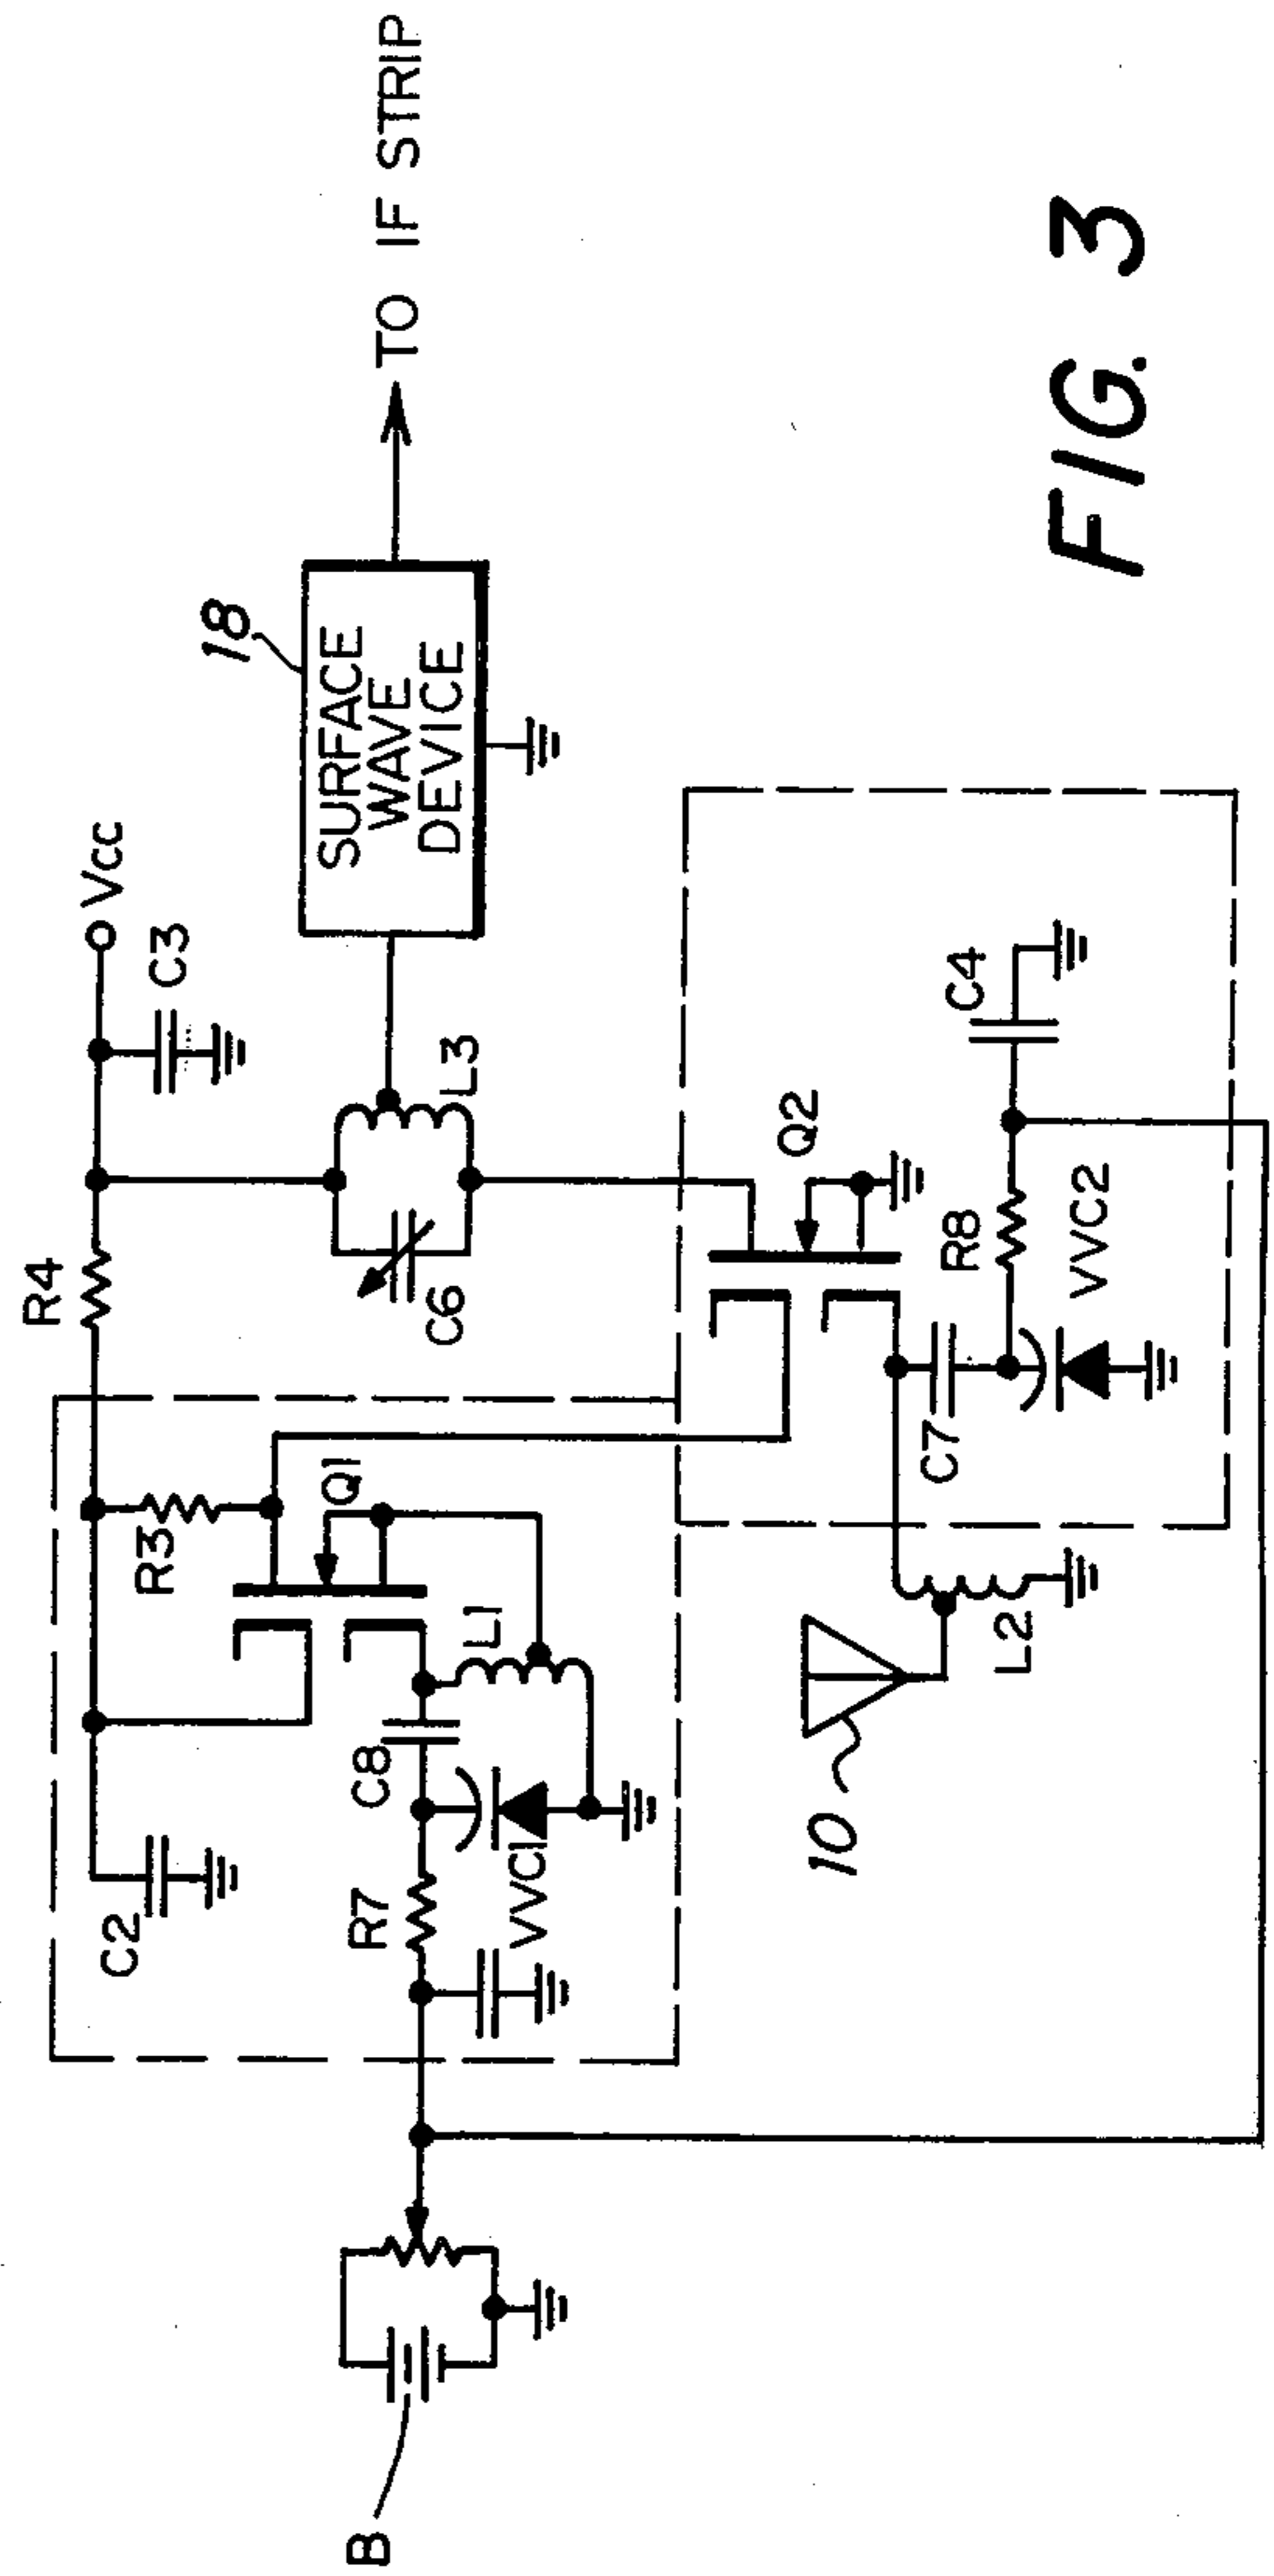 R4
Vcc
C3
C2
R3
Q1
C6
L3
18
SURFACE
WAVE
DEVICE
TO IF STRIP
B
R7
C8
L1
VVC1
Q2
C7
R8
C4
VVC2
10
L2
FIG. 3